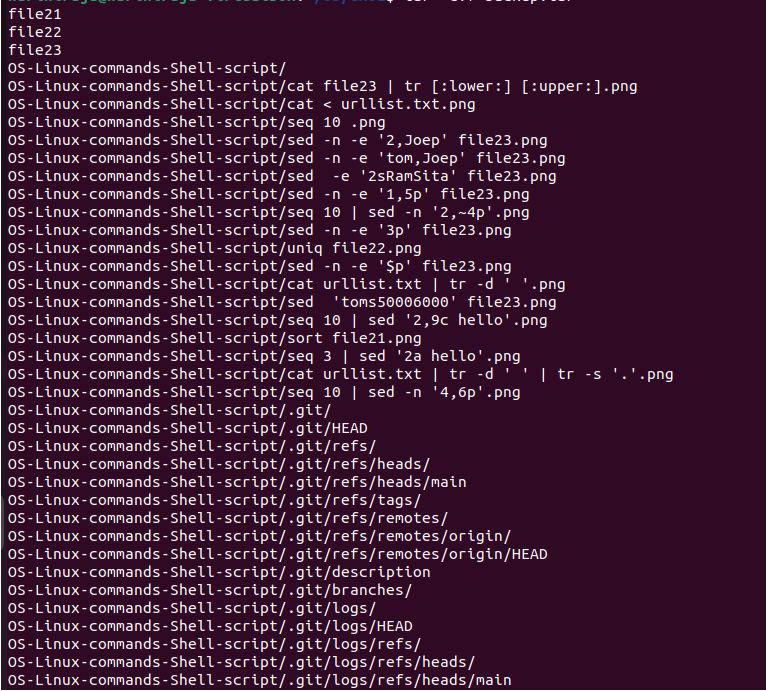 file21
file22
file23
OS-Linux-commands-Shell-script/
OS-Linux-commands-Shell-script/cat file23 | tr [:lower:] [:upper:].png
OS-Linux-commands-Shell-script/cat < urllist.txt.png
OS-Linux-commands-Shell-script/seq 10 .png
OS-Linux-commands-Shell-script/sed -n -e '2,Joep' file23.png
OS-Linux-commands-Shell-script/sed -n -e 'tom,Joep' file23.png
OS-Linux-commands-Shell-script/sed  -e '2sRamSita' file23.png
OS-Linux-commands-Shell-script/sed -n -e '1,5p' file23.png
OS-Linux-commands-Shell-script/seq 10 | sed -n '2,~4p'.png
OS-Linux-commands-Shell-script/sed -n -e '3p' file23.png
OS-Linux-commands-Shell-script/uniq file22.png
OS-Linux-commands-Shell-script/sed -n -e '$p' file23.png
OS-Linux-commands-Shell-script/cat urllist.txt | tr -d ' '.png
OS-Linux-commands-Shell-script/sed  'toms50006000' file23.png
OS-Linux-commands-Shell-script/seq 10 | sed '2,9c hello'.png
OS-Linux-commands-Shell-script/sort file21.png
OS-Linux-commands-Shell-script/seq 3 | sed '2a hello'.png
OS-Linux-commands-Shell-script/cat urllist.txt | tr -d ' ' | tr -s '.'.png
OS-Linux-commands-Shell-script/seq 10 | sed -n '4,6p'.png
OS-Linux-commands-Shell-script/.git/
OS-Linux-commands-Shell-script/.git/HEAD
OS-Linux-commands-Shell-script/.git/refs/
OS-Linux-commands-Shell-script/.git/refs/heads/
OS-Linux-commands-Shell-script/.git/refs/heads/main
OS-Linux-commands-Shell-script/.git/refs/tags/
OS-Linux-commands-Shell-script/.git/refs/remotes/
OS-Linux-commands-Shell-script/.git/refs/remotes/origin/
OS-Linux-commands-Shell-script/.git/refs/remotes/origin/HEAD
OS-Linux-commands-Shell-script/.git/description
OS-Linux-commands-Shell-script/.git/branches/
OS-Linux-commands-Shell-script/.git/logs/
OS-Linux-commands-Shell-script/.git/logs/HEAD
OS-Linux-commands-Shell-script/.git/logs/refs/
OS-Linux-commands-Shell-script/.git/logs/refs/heads/
OS-Linux-commands-Shell-script/.git/logs/refs/heads/main